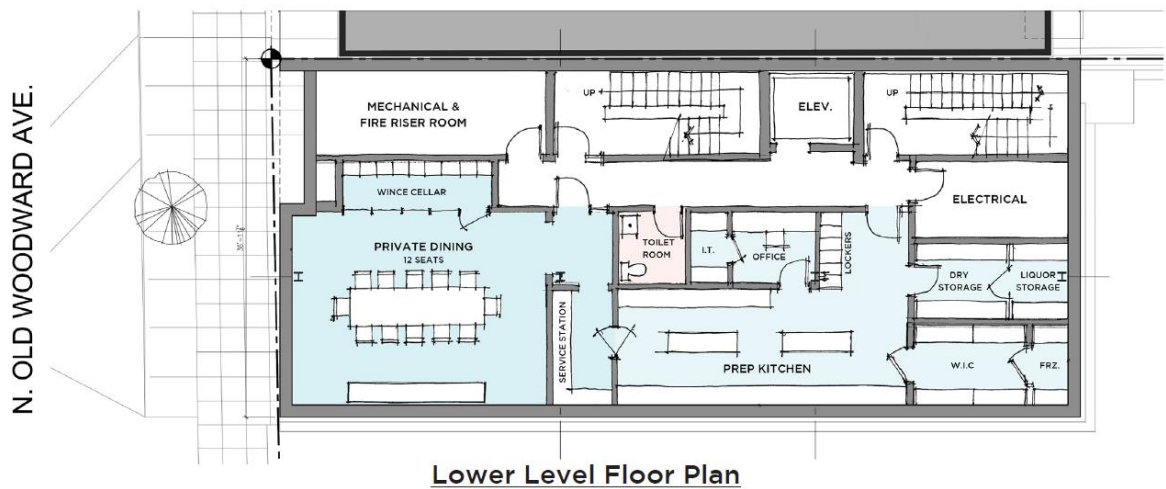 N. OLD WOODWARD AVE.
MECHANICAL &
FIRE RISER ROOM
UP
ELEV.
UP
WINCE CELLAR
ELECTRICAL
PRIVATE DINING
12 SEATS
TOILET
ROOM
I.T.
OFFICE
LOCKERS
DRY
STORAGE
LIQUOR
STORAGE
SERVICE STATION
PREP KITCHEN
W.I.C
FRZ.
Lower Level Floor Plan